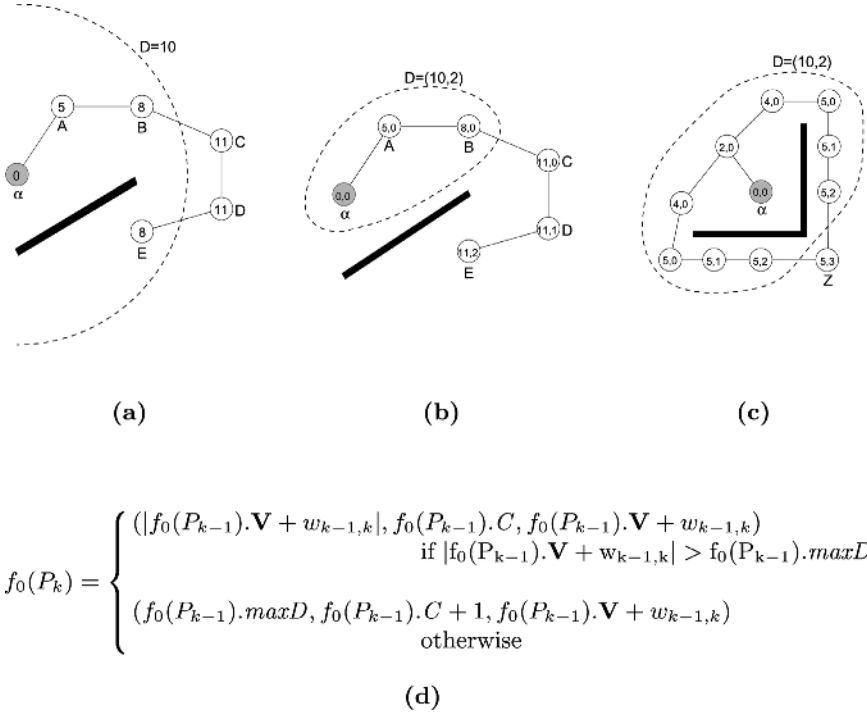 D=10
5
A
8
B
11
C
0
α
11
D
8
E
(a)
D=(10,2)
5,0
A
8,0
B
11,0
C
0,0
α
11,1
D
11,2
E
(b)
D=(10,2)
4,0
5,0
2,0
5,1
0,0
α
5,2
4,0
5,0
5,1
5,2
5,3
Z
(c)
f₀(Pₖ) = { (|f₀(Pₖ₋₁).V + wₖ₋₁,ₖ|, f₀(Pₖ₋₁).C, f₀(Pₖ₋₁).V + wₖ₋₁,ₖ)
if |f₀(Pₖ₋₁).V + wₖ₋₁,ₖ| > f₀(Pₖ₋₁).maxD
(f₀(Pₖ₋₁).maxD, f₀(Pₖ₋₁).C + 1, f₀(Pₖ₋₁).V + wₖ₋₁,ₖ)
otherwise
(d)